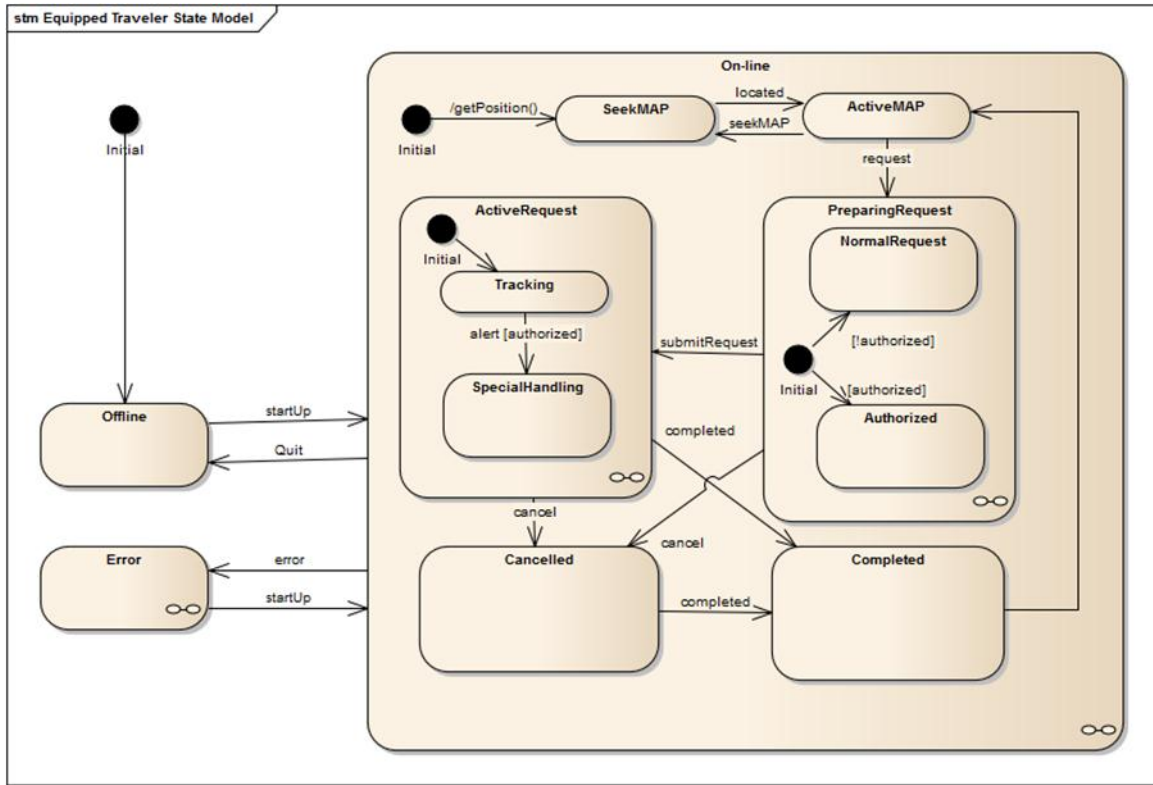 stm Equipped Traveler State Model
On-line
Initial
/getPosition()
Initial
SeekMAP
located
seekMAP
ActiveMAP
request
ActiveRequest
Initial
Tracking
alert [authorized]
SpecialHandling
submitRequest
PreparingRequest
NormalRequest
[!authorized]
Initial
[authorized]
Authorized
Offline
startUp
Quit
completed
cancel
cancel
Error
error
startUp
Cancelled
completed
Completed